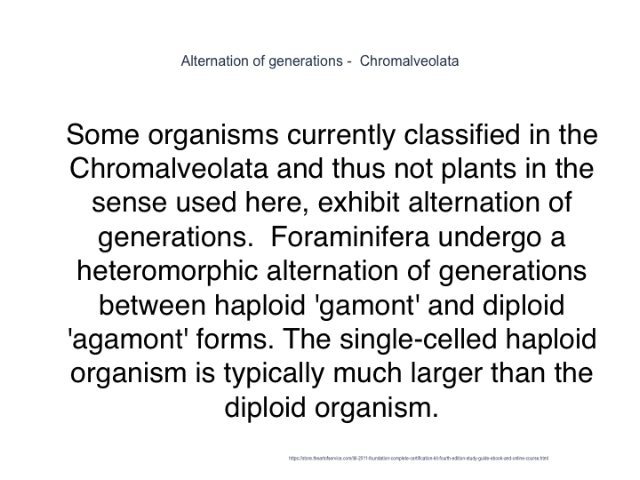 Alternation of generations -  Chromalveolata
Some organisms currently classified in the
Chromalveolata and thus not plants in the
sense used here, exhibit alternation of
generations.  Foraminifera undergo a
heteromorphic alternation of generations
between haploid 'gamont' and diploid
'agamont' forms. The single-celled haploid
organism is typically much larger than the
diploid organism.